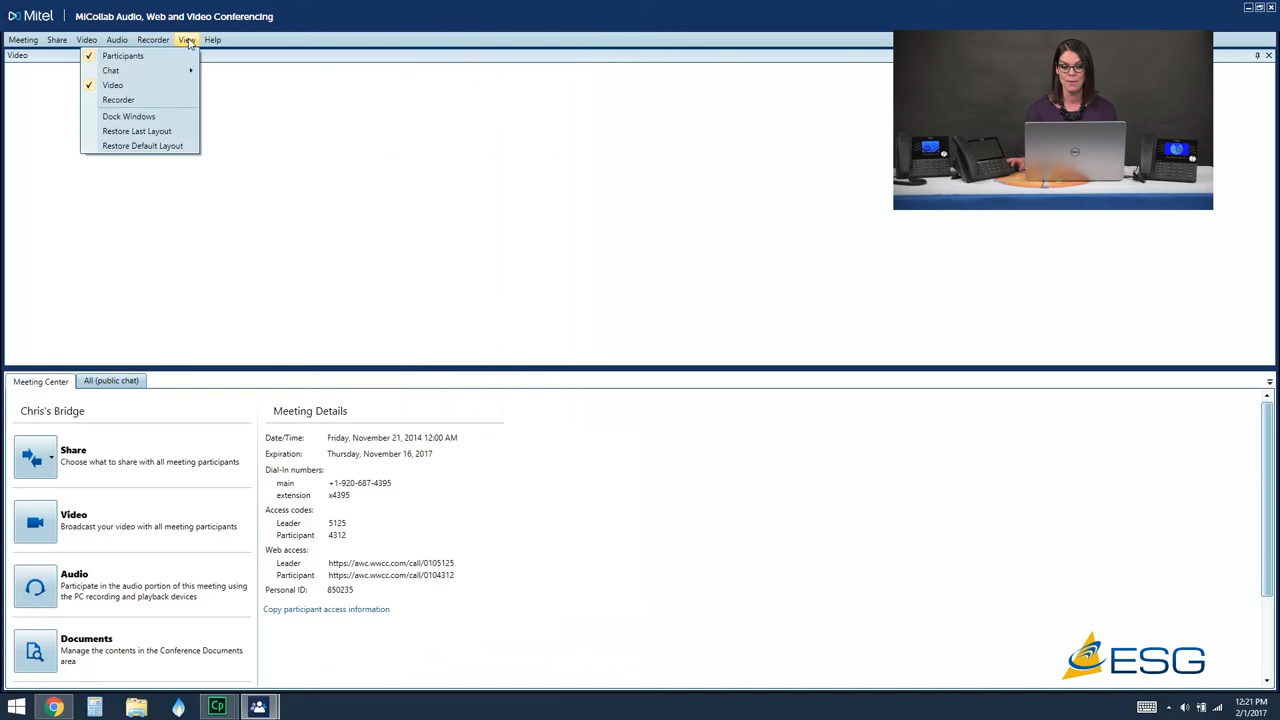 Mitel MiCollab Audio, Web and Video Conferencing
Meeting Share Video Audio Recorder View Help
Video
Participants
Chat
Video
Recorder
Dock Windows
Restore Last Layout
Restore Default Layout
Meeting Center All (public chat)
Chris's Bridge
Share
Choose what to share with all meeting participants
Video
Broadcast your video with all meeting participants
Audio
Participate in the audio portion of this meeting using
the PC recording and playback devices
Documents
Manage the contents in the Conference Documents
area
Meeting Details
Date/Time: Friday, November 21, 2014 12:00 AM
Expiration: Thursday, November 16, 2017
Dial-In numbers:
main +1-920-687-4395
extension x4395
Access codes:
Leader 5125
Participant 4312
Web access:
Leader https://awc.wwcc.com/call/0105125
Participant https://awc.wwcc.com/call/0104312
Personal ID: 850235
Copy participant access information
ESG
Cp
12:21 PM
2/1/2017